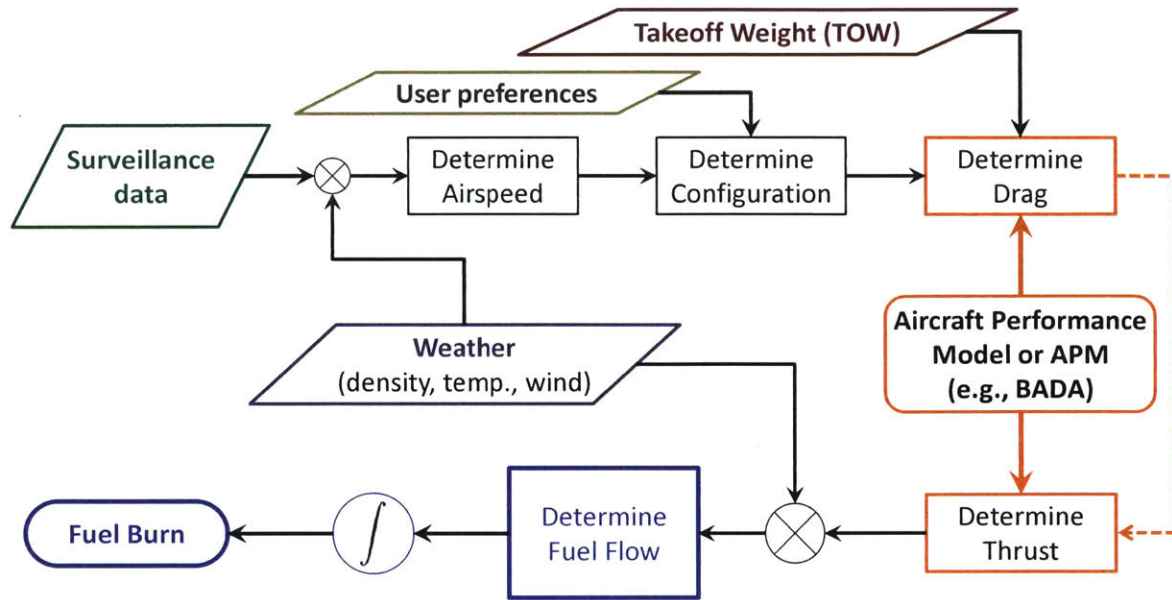 Takeoff Weight (TOW)
User preferences
Surveillance
data
Determine
Airspeed
Determine
Configuration
Determine
Drag
Weather
(density, temp., wind)
Aircraft Performance
Model or APM
(e.g., BADA)
Fuel Burn
∫
Determine
Fuel Flow
Determine
Thrust